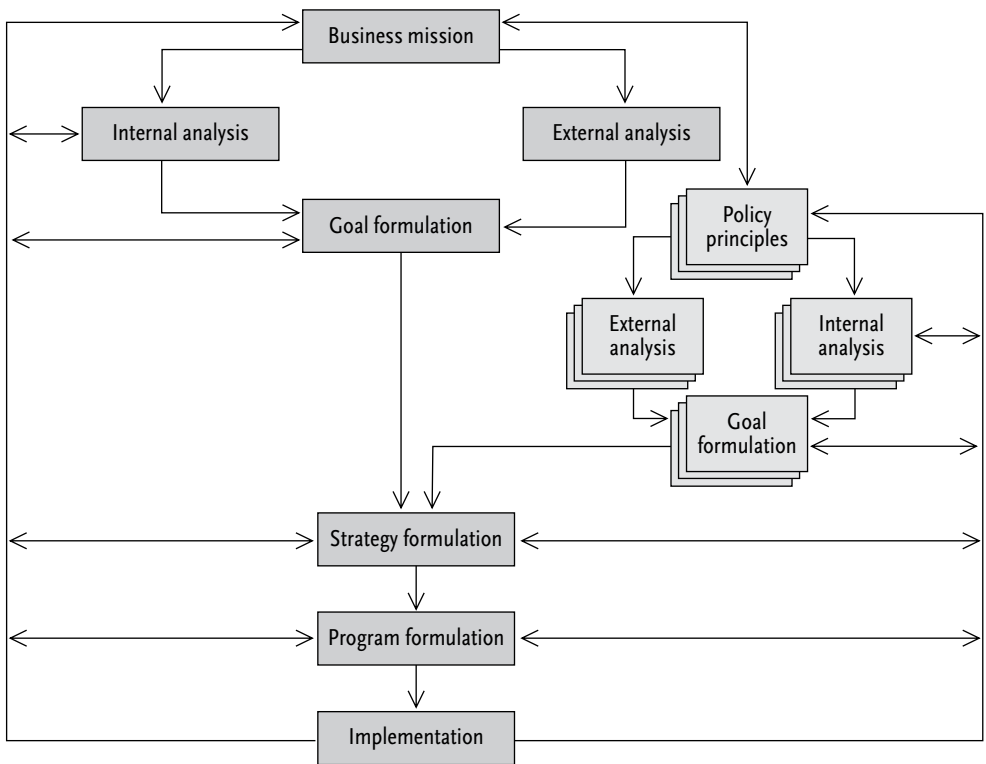 Business mission
Internal analysis
External analysis
Goal formulation
Policy
principles
External
analysis
Internal
analysis
Goal
formulation
Strategy formulation
Program formulation
Implementation